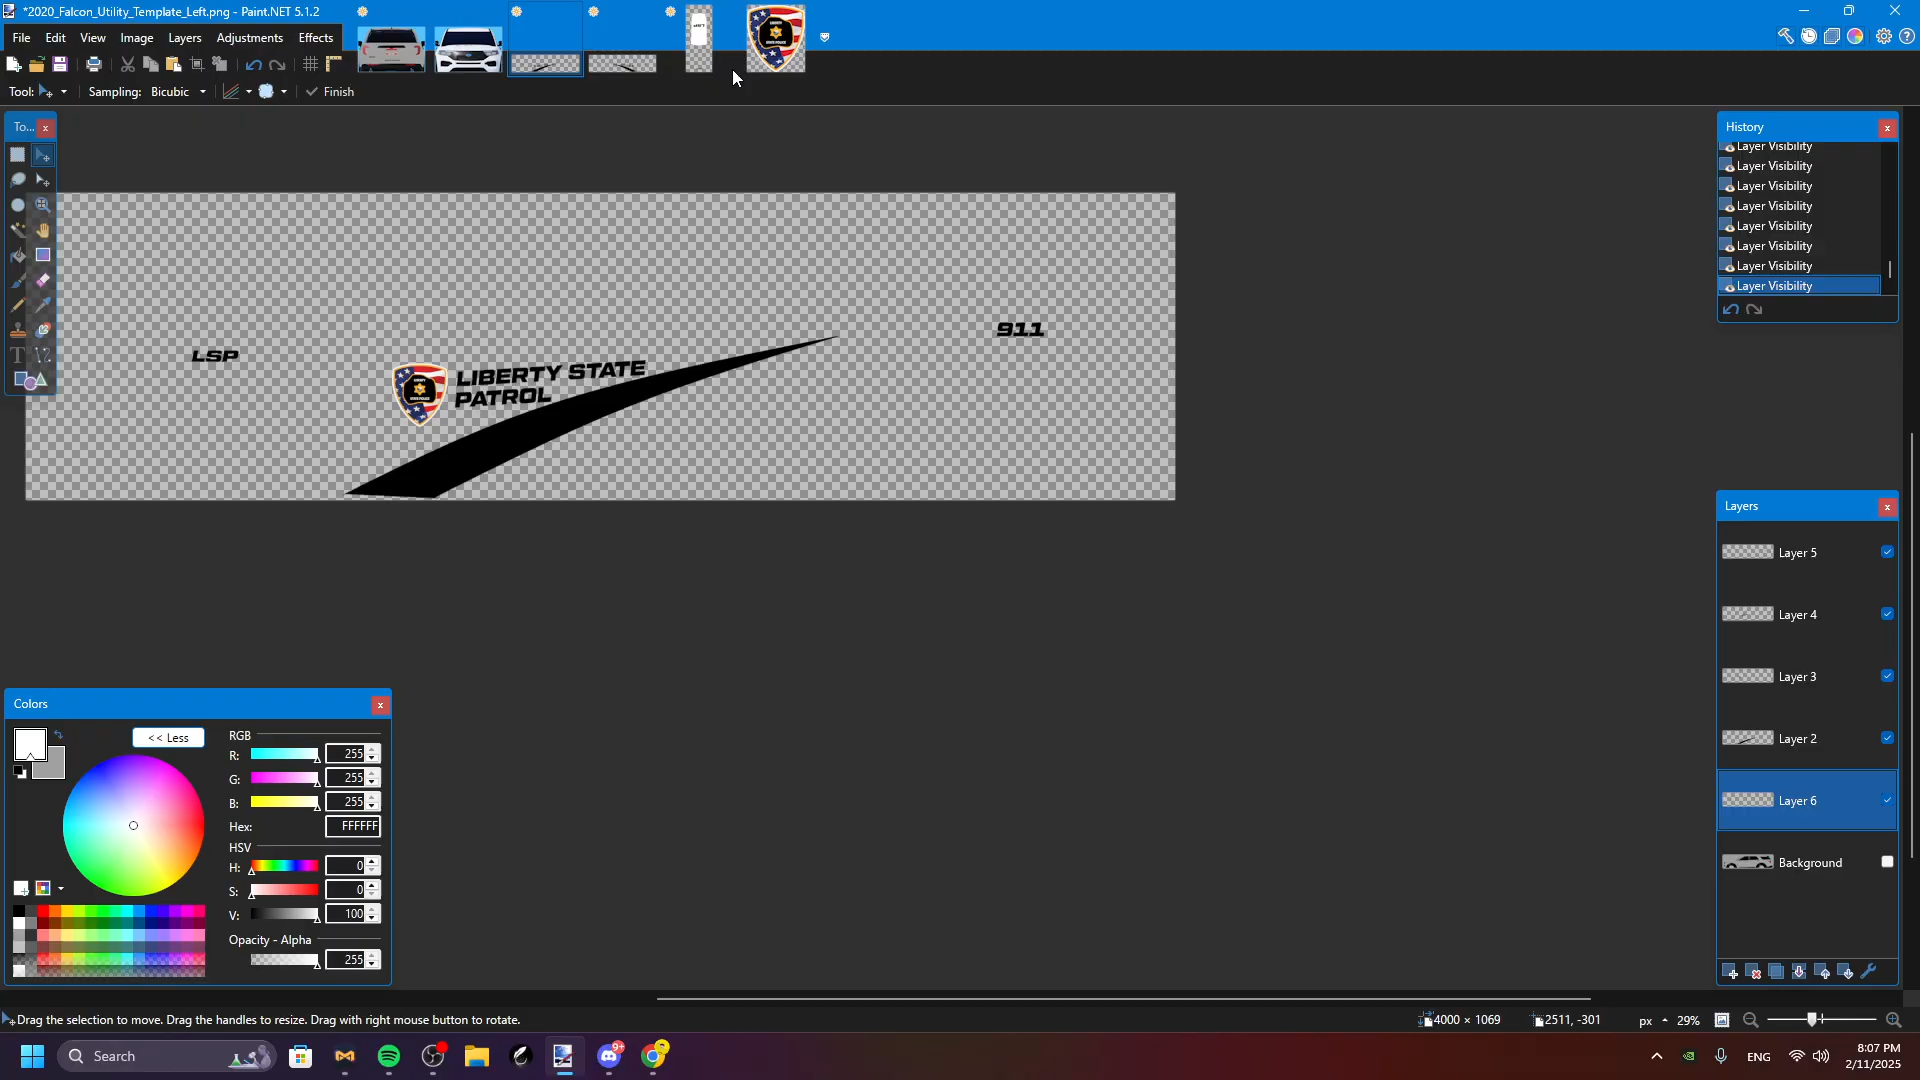 *2020_Falcon_Utility_Template_Left.png - Paint.NET 5.1.2
File Edit View Image Layers Adjustments Effects
Tool: Sampling: Bicubic Finish
To...
History
Layer Visibility
Layer Visibility
Layer Visibility
Layer Visibility
Layer Visibility
Layer Visibility
Layer Visibility
Layer Visibility
LSP
LIBERTY STATE
PATROL
911
LIBERTY
STATE POLICE
Layers
Layer 5
Layer 4
Layer 3
Layer 2
Layer 6
Background
Colors
<< Less
RGB
R: 255
G: 255
B: 255
Hex: FFFFFF
HSV
H: 0
S: 0
V: 100
Opacity - Alpha
255
Drag the selection to move. Drag the handles to resize. Drag with right mouse button to rotate.
4000 × 1069 2511, -301 px 29%
Search
9+
ENG
8:07 PM
2/11/2025